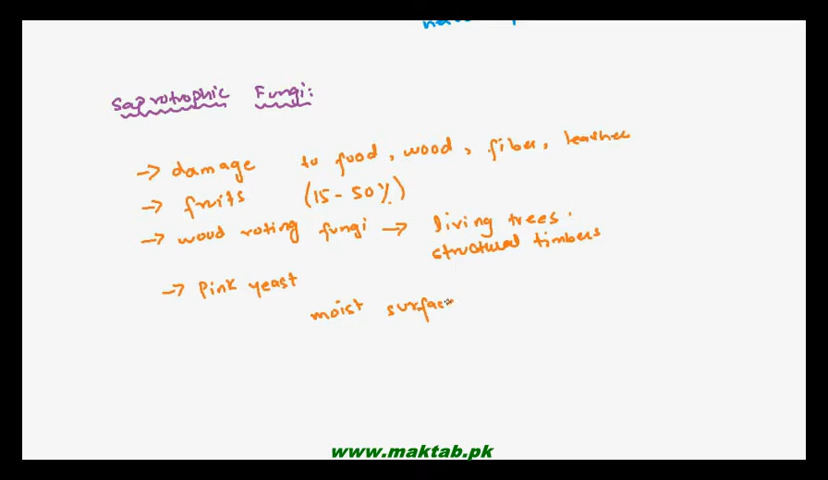 Saprotrophic Fungi:
→ damage to food, wood, fiber, leather
→ fruits (15-50%)
→ wood roting fungi → living trees.
structural timbers
→ Pink yeast
moist surfac
www.maktab.pk